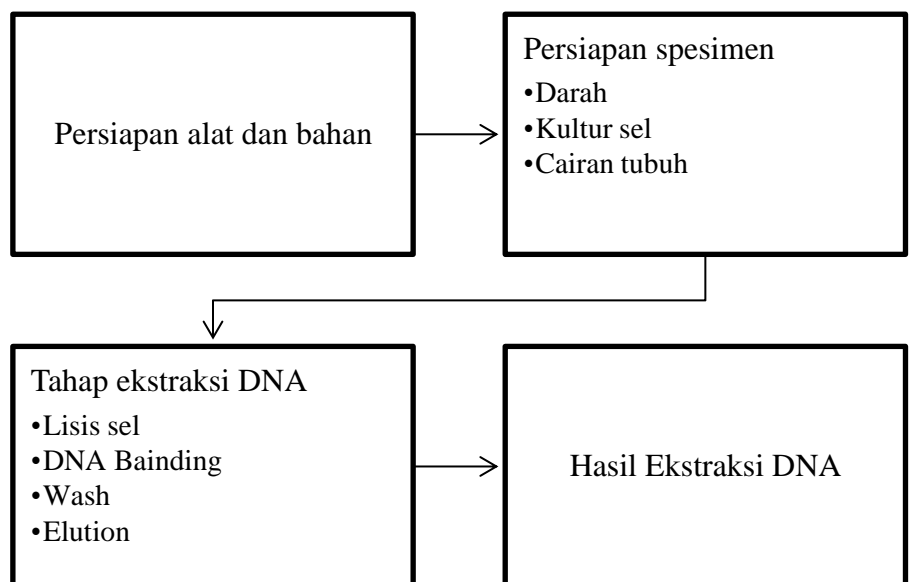 Persiapan alat dan bahan
Persiapan spesimen
•Darah
•Kultur sel
•Cairan tubuh
Tahap ekstraksi DNA
•Lisis sel
•DNA Bainding
•Wash
•Elution
Hasil Ekstraksi DNA